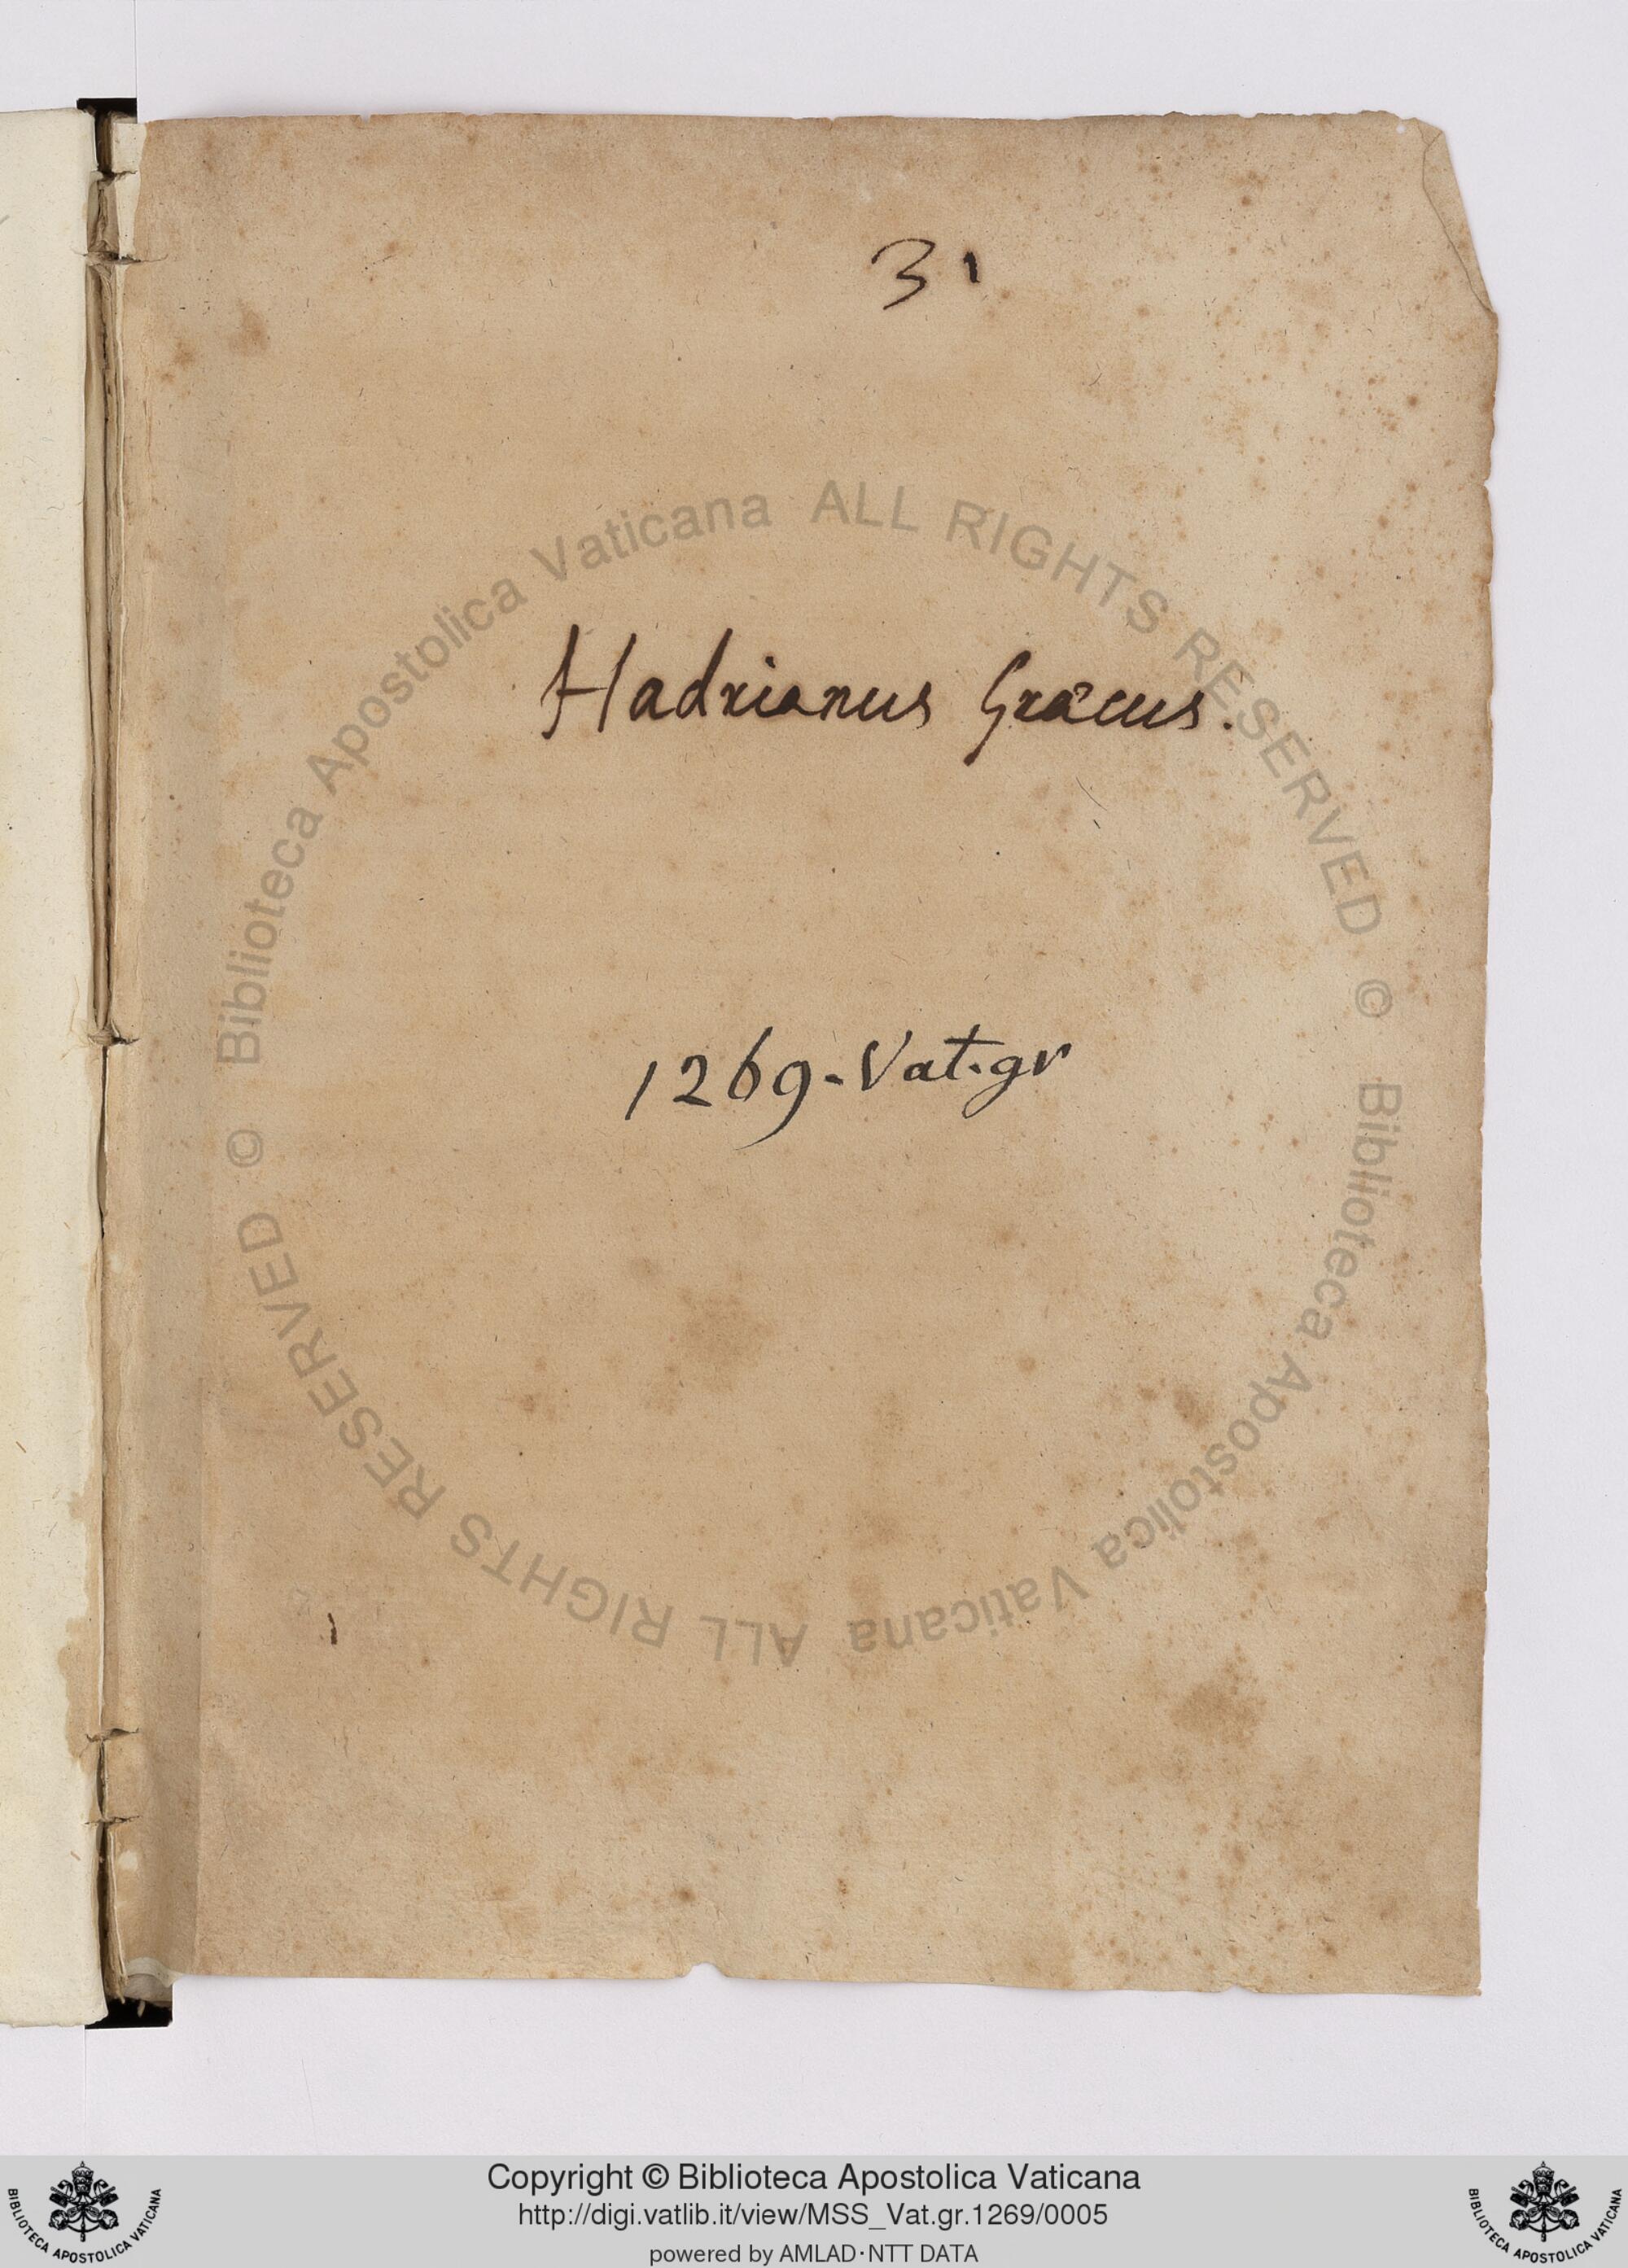 31
Hadrianus Græcus.
1269. Vat. gr
© Biblioteca Apostolica Vaticana ALL RIGHTS RESERVED © Biblioteca Apostolica Vaticana ALL RIGHTS RESERVED
Copyright © Biblioteca Apostolica Vaticana
http://digi.vatlib.it/view/MSS_Vat.gr.1269/0005
powered by AMLAD·NTT DATA
BIBLIOTECA APOSTOLICA VATICANA
BIBLIOTECA APOSTOLICA VATICANA